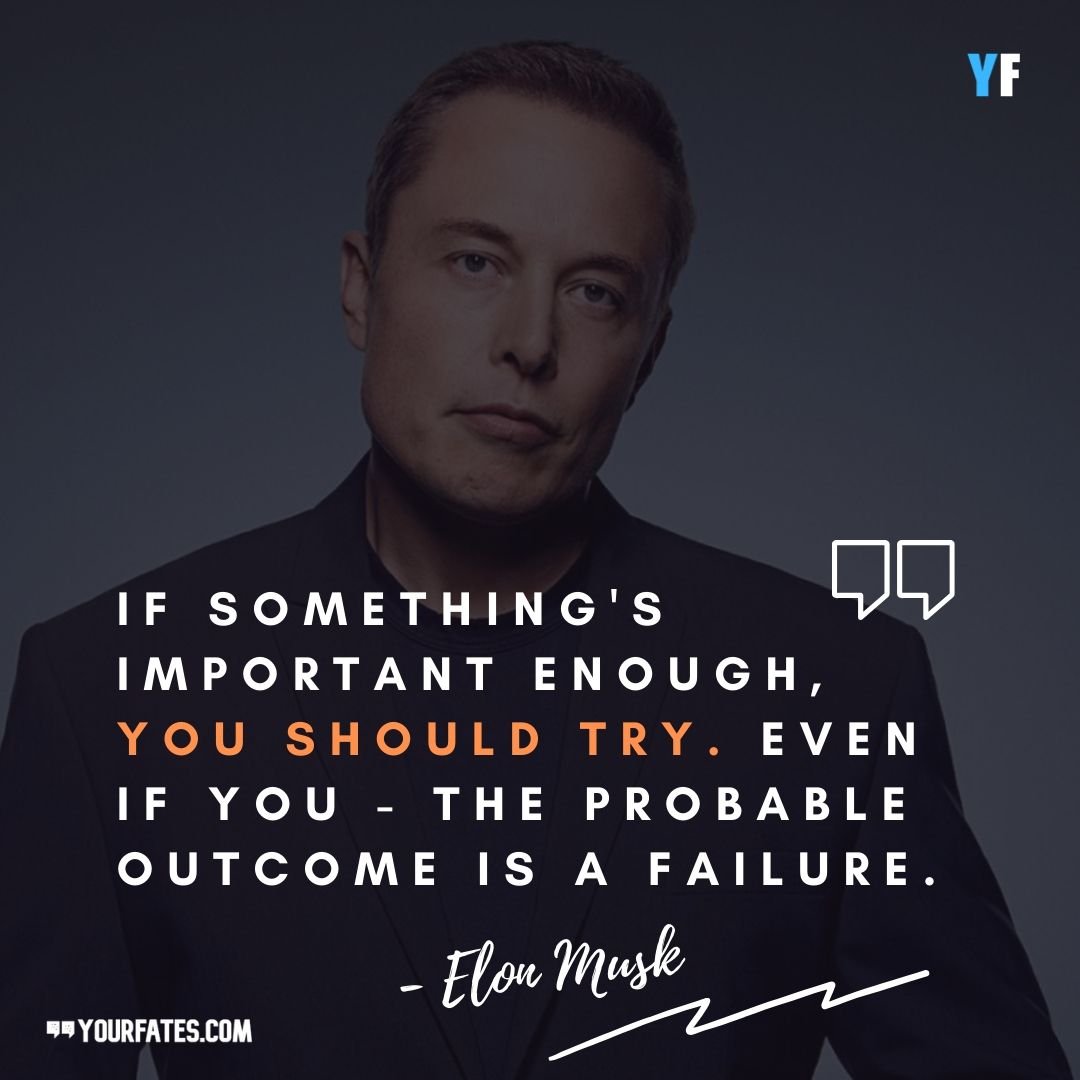 YF
IF SOMETHING'S
IMPORTANT ENOUGH,
YOU SHOULD TRY. EVEN
IF YOU - THE PROBABLE
OUTCOME IS A FAILURE.
- Elon Musk
YOURFATES.COM